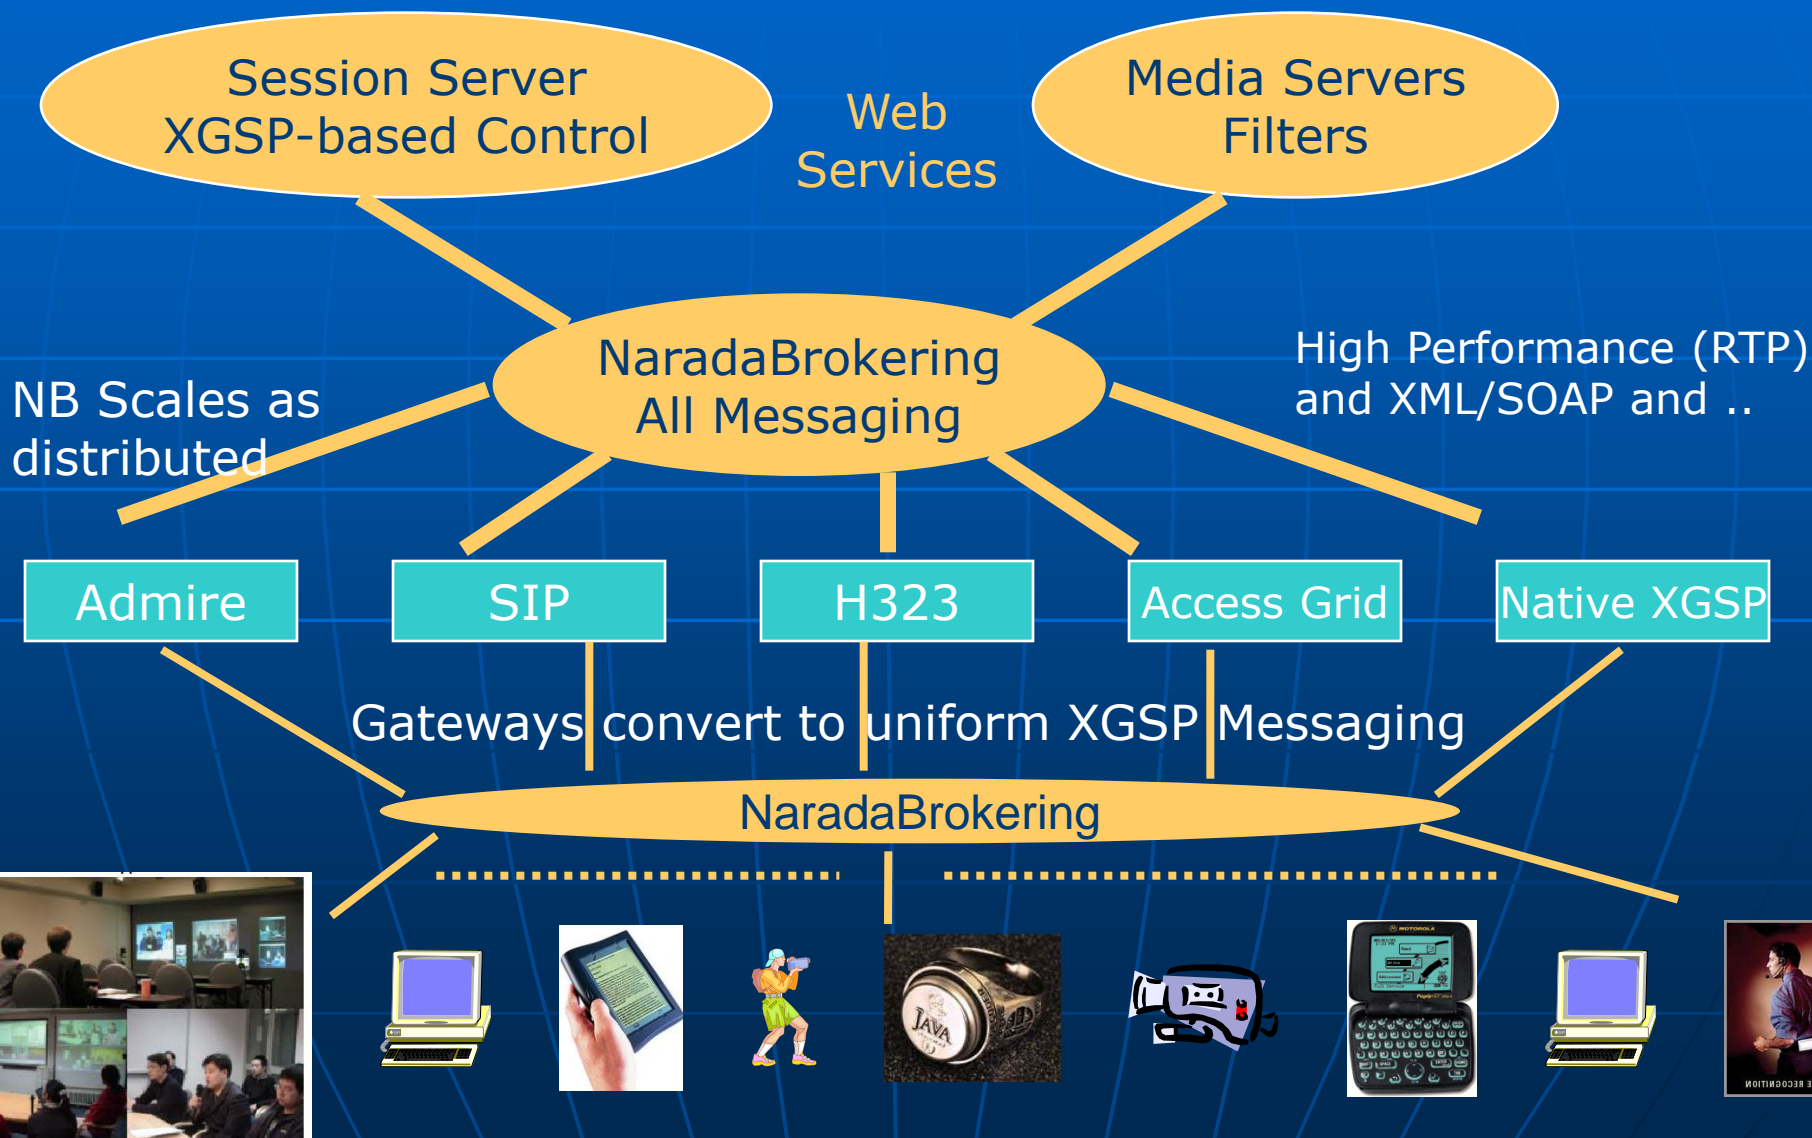 Session Server
XGSP-based Control
Web
Services
Media Servers
Filters
NaradaBrokering
All Messaging
High Performance (RTP)
and XML/SOAP and ..
NB Scales as
distributed
Admire
SIP
H323
Access Grid
Native XGSP
Gateways convert to uniform XGSP Messaging
NaradaBrokering
JAVA
MOTOROLA